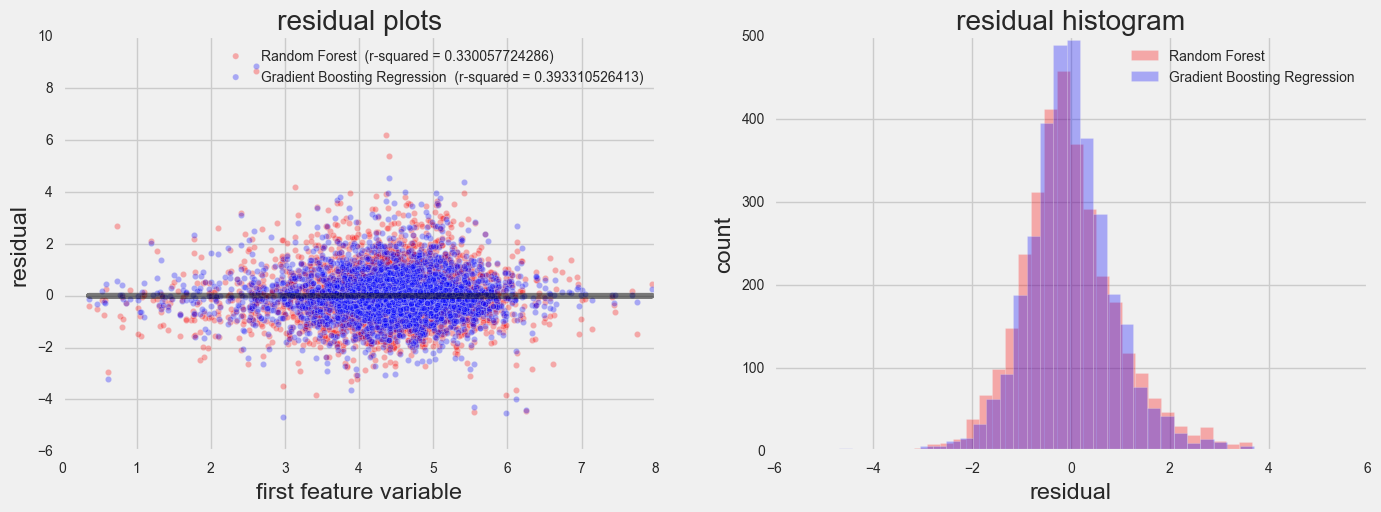 residual plots
10
8
6
4
2
0
−2
−4
−6
0 1 2 3 4 5 6 7 8
residual
first feature variable
Random Forest (r-squared = 0.330057724286)
Gradient Boosting Regression (r-squared = 0.393310526413)
residual histogram
500
400
300
200
100
0
−6 −4 −2 0 2 4 6
count
residual
Random Forest
Gradient Boosting Regression